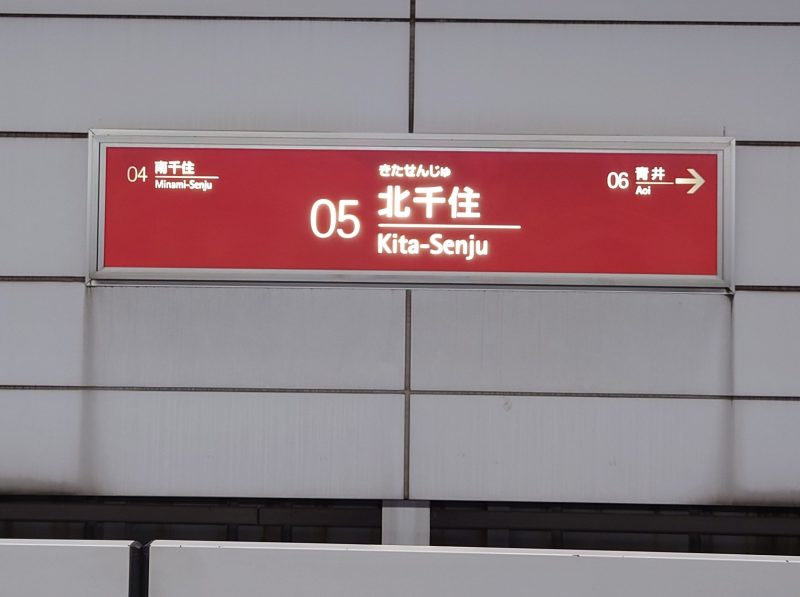 04 南千住
Minami-Senju
きたせんじゅ
05 北千住
Kita-Senju
06 青井
Aoi